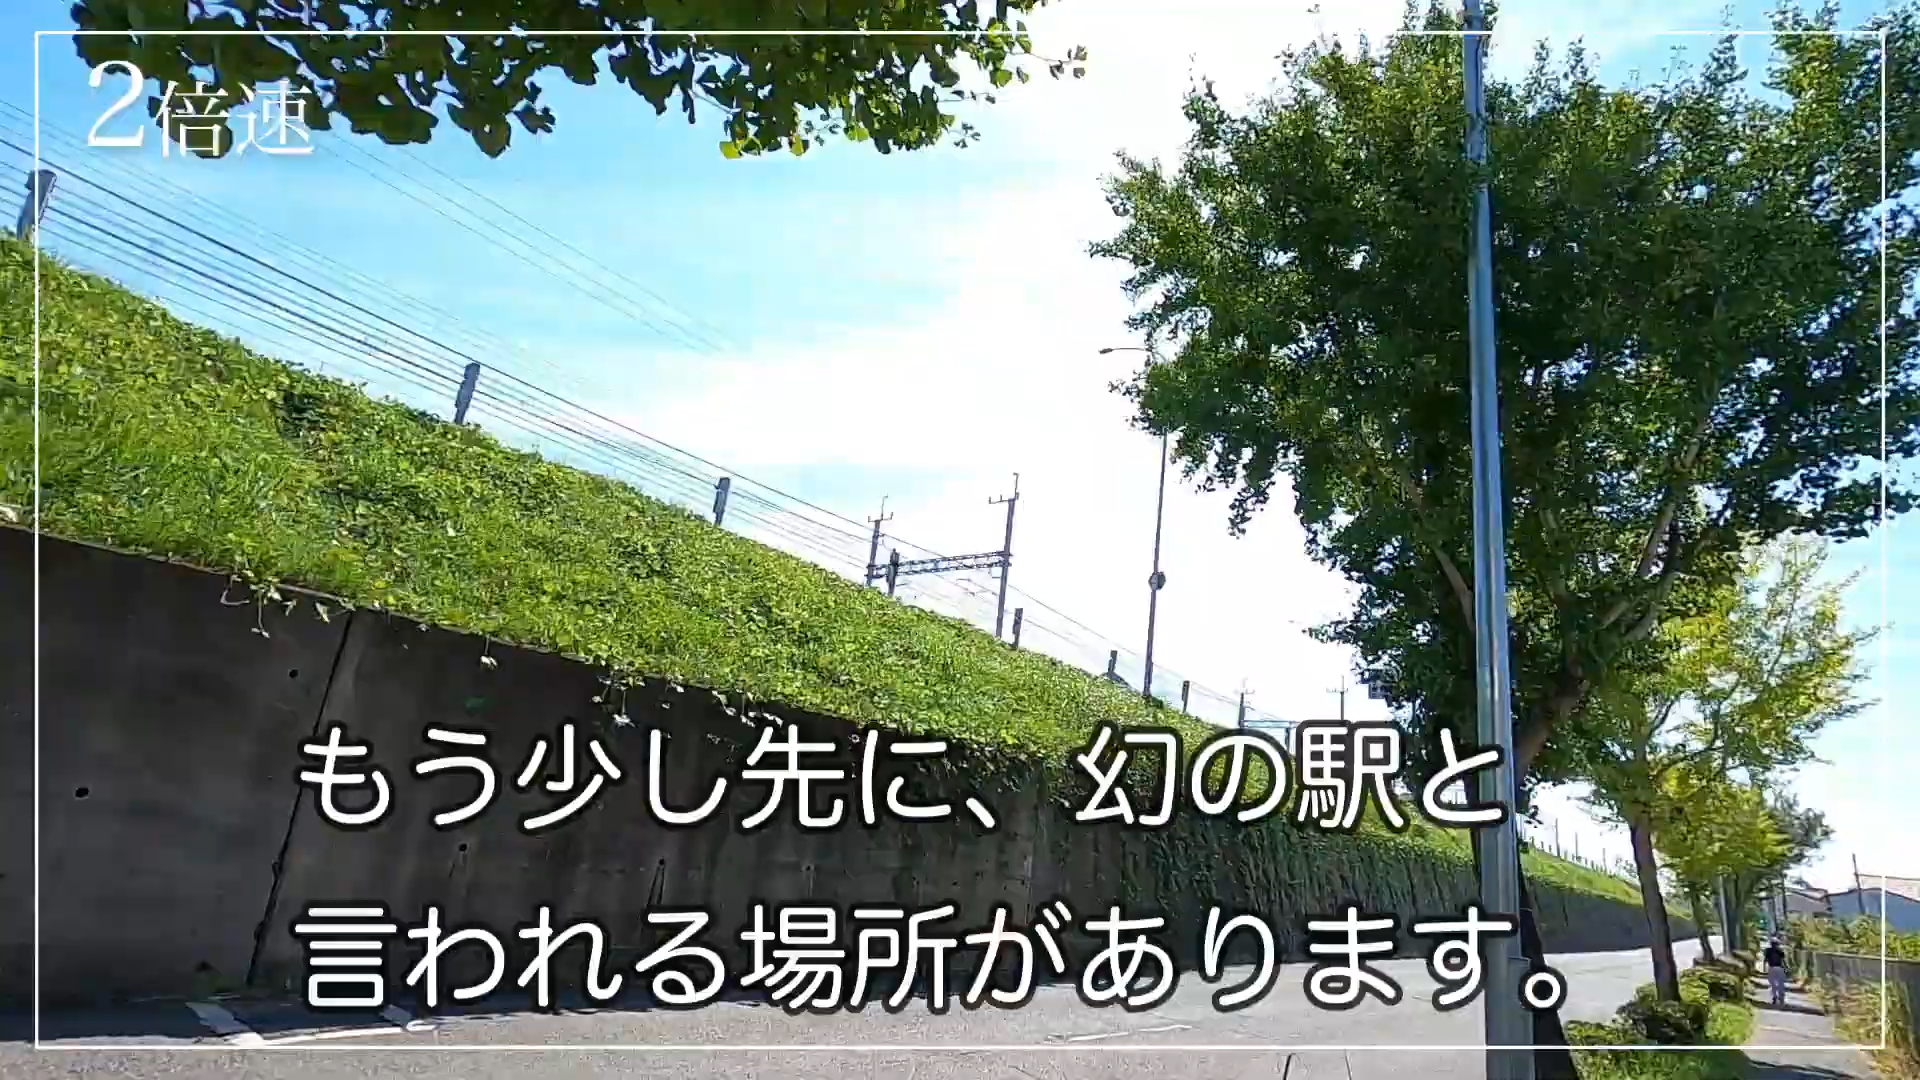 2倍速
もう少し先に、幻の駅と
言われる場所があります。